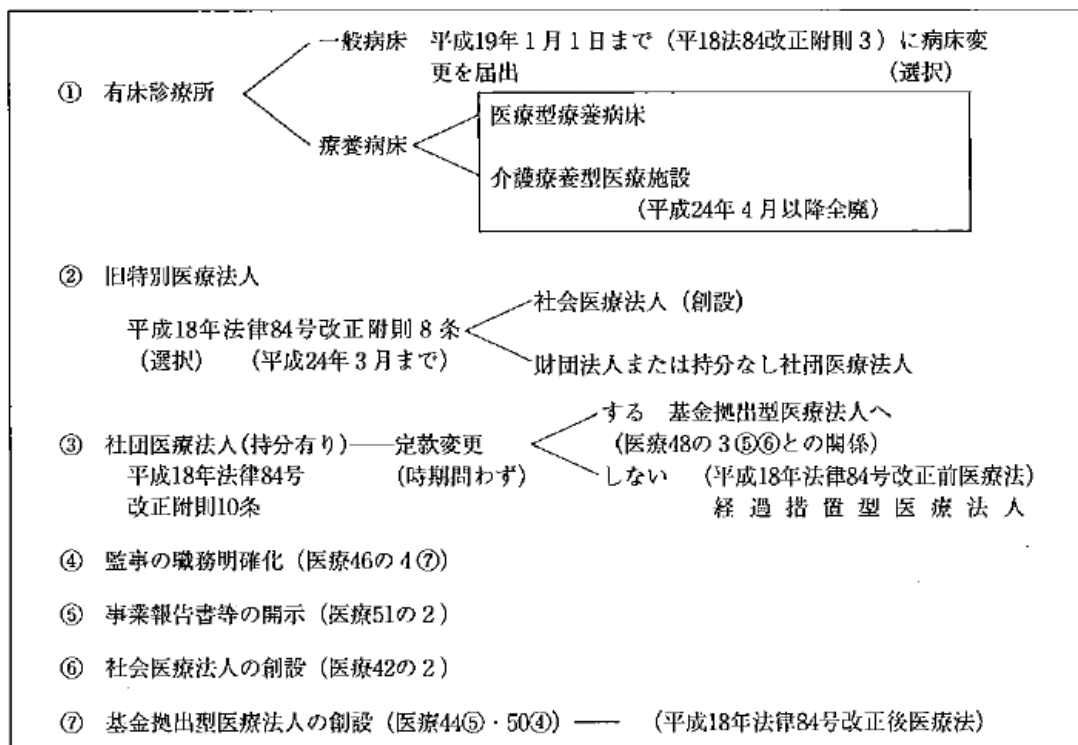 一般病床 平成19年1月1日まで（平18法84改正附則3）に病床変
更を届出 （選択）
① 有床診療所
療養病床
医療型療養病床
介護療養型医療施設
（平成24年4月以降全廃）
② 旧特別医療法人
社会医療法人（創設）
平成18年法律84号改正附則8条
（選択） （平成24年3月まで）
財団法人または持分なし社団医療法人
する 基金拠出型医療法人へ
（医療48の3⑤⑥との関係）
③ 社団医療法人(持分有り)――定款変更
平成18年法律84号 （時期問わず）
しない （平成18年法律84号改正前医療法）
改正附則10条 経過措置型医療法人
④ 監事の職務明確化（医療46の4⑦）
⑤ 事業報告書等の開示（医療51の2）
⑥ 社会医療法人の創設（医療42の2）
⑦ 基金拠出型医療法人の創設（医療44⑤・50④）―― （平成18年法律84号改正後医療法）